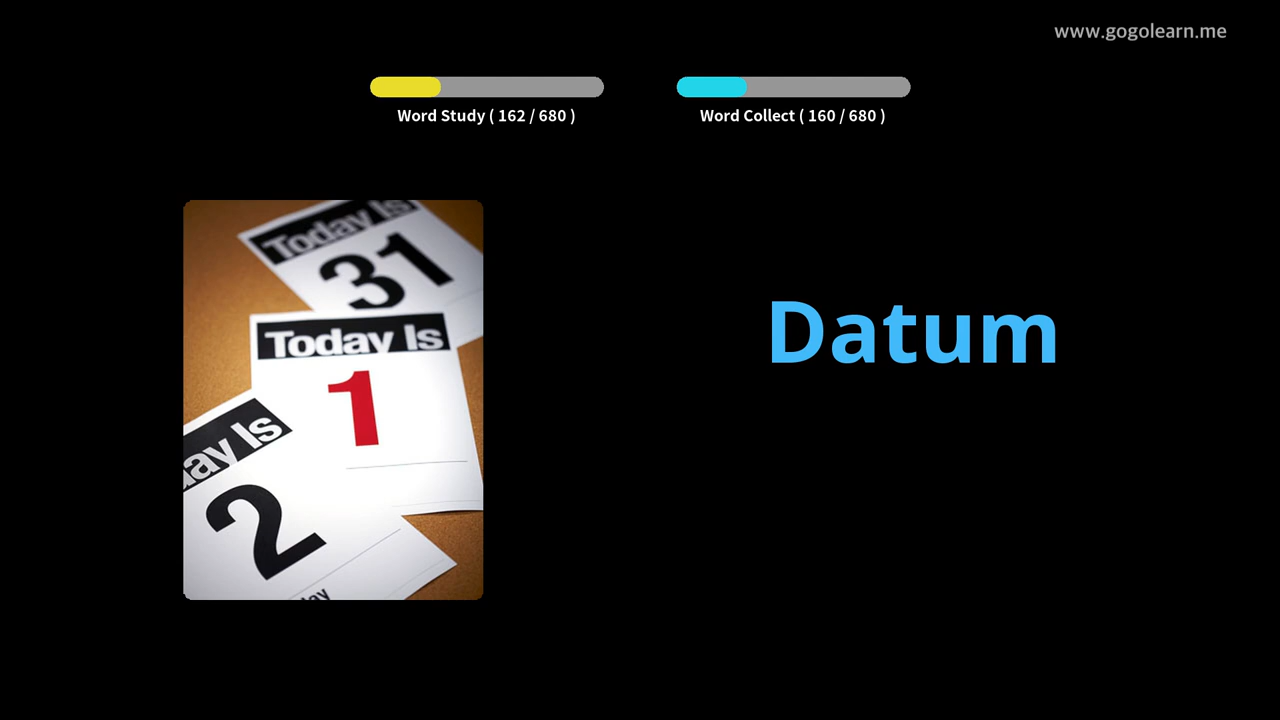 www.gogolearn.me
Word Study ( 162 / 680 )
Word Collect ( 160 / 680 )
Today Is
31
Today Is
1
ay Is
2
Datum